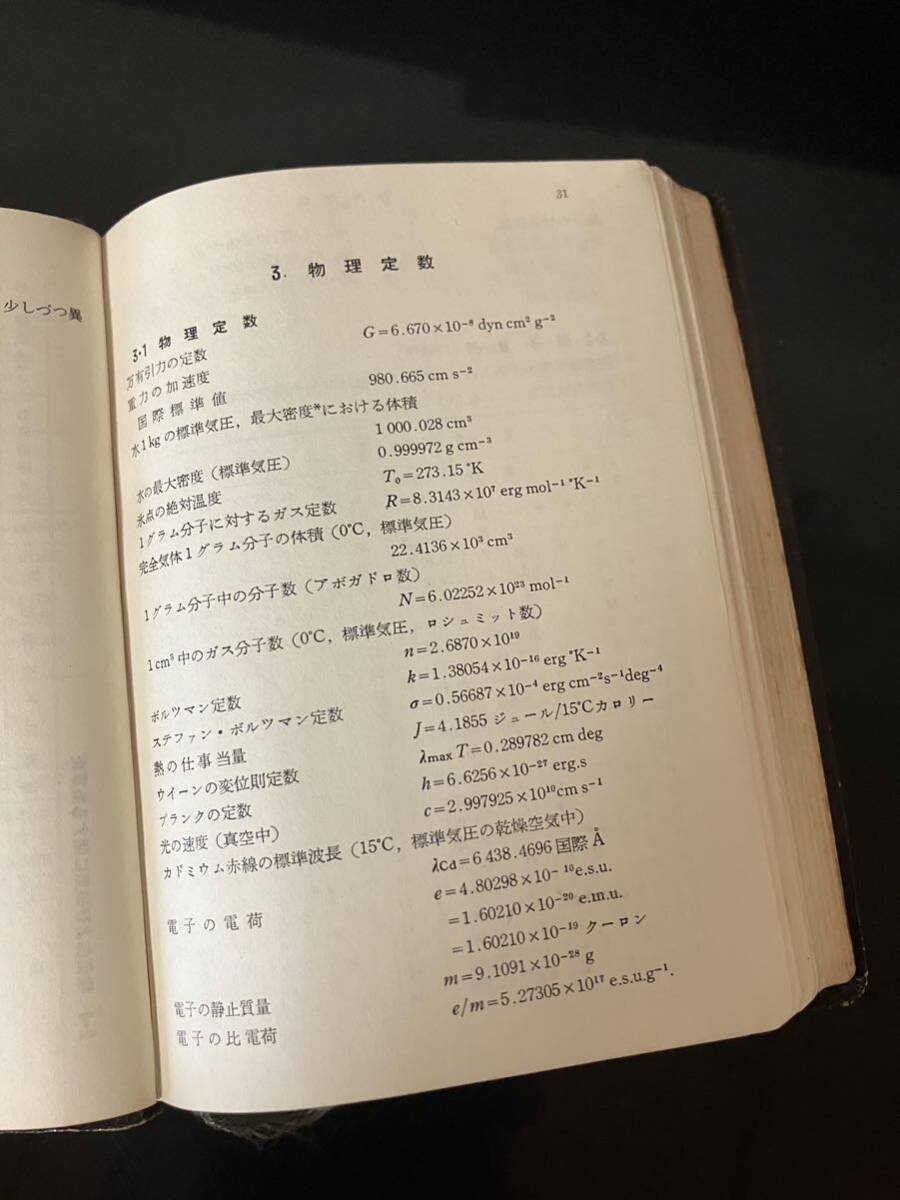 少しづつ異
31
3. 物理定数
3·1 物理定数
万有引力の定数 G=6.670×10⁻⁸ dyn cm² g⁻²
重力の加速度
国際標準値 980.665 cm s⁻²
水1kgの標準気圧，最大密度*における体積
1 000.028 cm³
水の最大密度（標準気圧） 0.999972 g cm⁻³
氷点の絶対温度 T₀=273.15 °K
1グラム分子に対するガス定数 R=8.3143×10⁷ erg mol⁻¹ °K⁻¹
完全気体1グラム分子の体積（0℃，標準気圧）
22.4136×10³ cm³
1グラム分子中の分子数（アボガドロ数）
N=6.02252×10²³ mol⁻¹
1cm³中のガス分子数（0℃，標準気圧，ロシュミット数）
n=2.6870×10¹⁹
ボルツマン定数 k=1.38054×10⁻¹⁶ erg °K⁻¹
ステファン・ボルツマン定数 σ=0.56687×10⁻⁴ erg cm⁻²s⁻¹deg⁻⁴
熱の仕事当量 J=4.1855 ジュール/15℃カロリー
ウイーンの変位則定数 λmax T=0.289782 cm deg
プランクの定数 h=6.6256×10⁻²⁷ erg.s
光の速度（真空中） c=2.997925×10¹⁰cm s⁻¹
カドミウム赤線の標準波長（15℃，標準気圧の乾燥空気中）
λCd=6 438.4696 国際 Å
電子の電荷 e=4.80298×10⁻¹⁰e.s.u.
=1.60210×10⁻²⁰ e.m.u.
=1.60210×10⁻¹⁹ クーロン
電子の静止質量 m=9.1091×10⁻²⁸ g
電子の比電荷 e/m=5.27305×10¹⁷ e.s.u.g⁻¹.